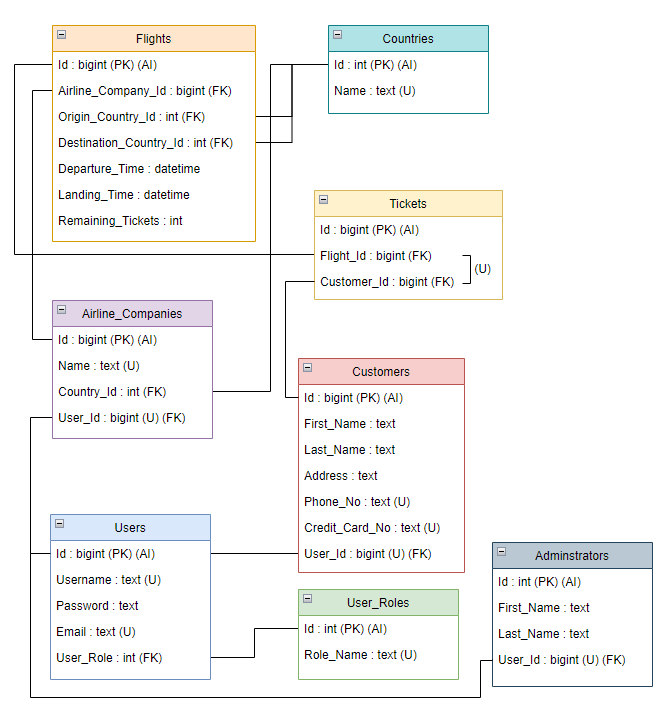 Flights
Id : bigint (PK) (AI)
Airline_Company_Id : bigint (FK)
Origin_Country_Id : int (FK)
Destination_Country_Id : int (FK)
Departure_Time : datetime
Landing_Time : datetime
Remaining_Tickets : int
Countries
Id : int (PK) (AI)
Name : text (U)
Tickets
Id : bigint (PK) (AI)
Flight_Id : bigint (FK)
Customer_Id : bigint (FK)
(U)
Airline_Companies
Id : bigint (PK) (AI)
Name : text (U)
Country_Id : int (FK)
User_Id : bigint (U) (FK)
Customers
Id : bigint (PK) (AI)
First_Name : text
Last_Name : text
Address : text
Phone_No : text (U)
Credit_Card_No : text (U)
User_Id : bigint (U) (FK)
Users
Id : bigint (PK) (AI)
Username : text (U)
Password : text
Email : text (U)
User_Role : int (FK)
User_Roles
Id : int (PK) (AI)
Role_Name : text (U)
Adminstrators
Id : int (PK) (AI)
First_Name : text
Last_Name : text
User_Id : bigint (U) (FK)